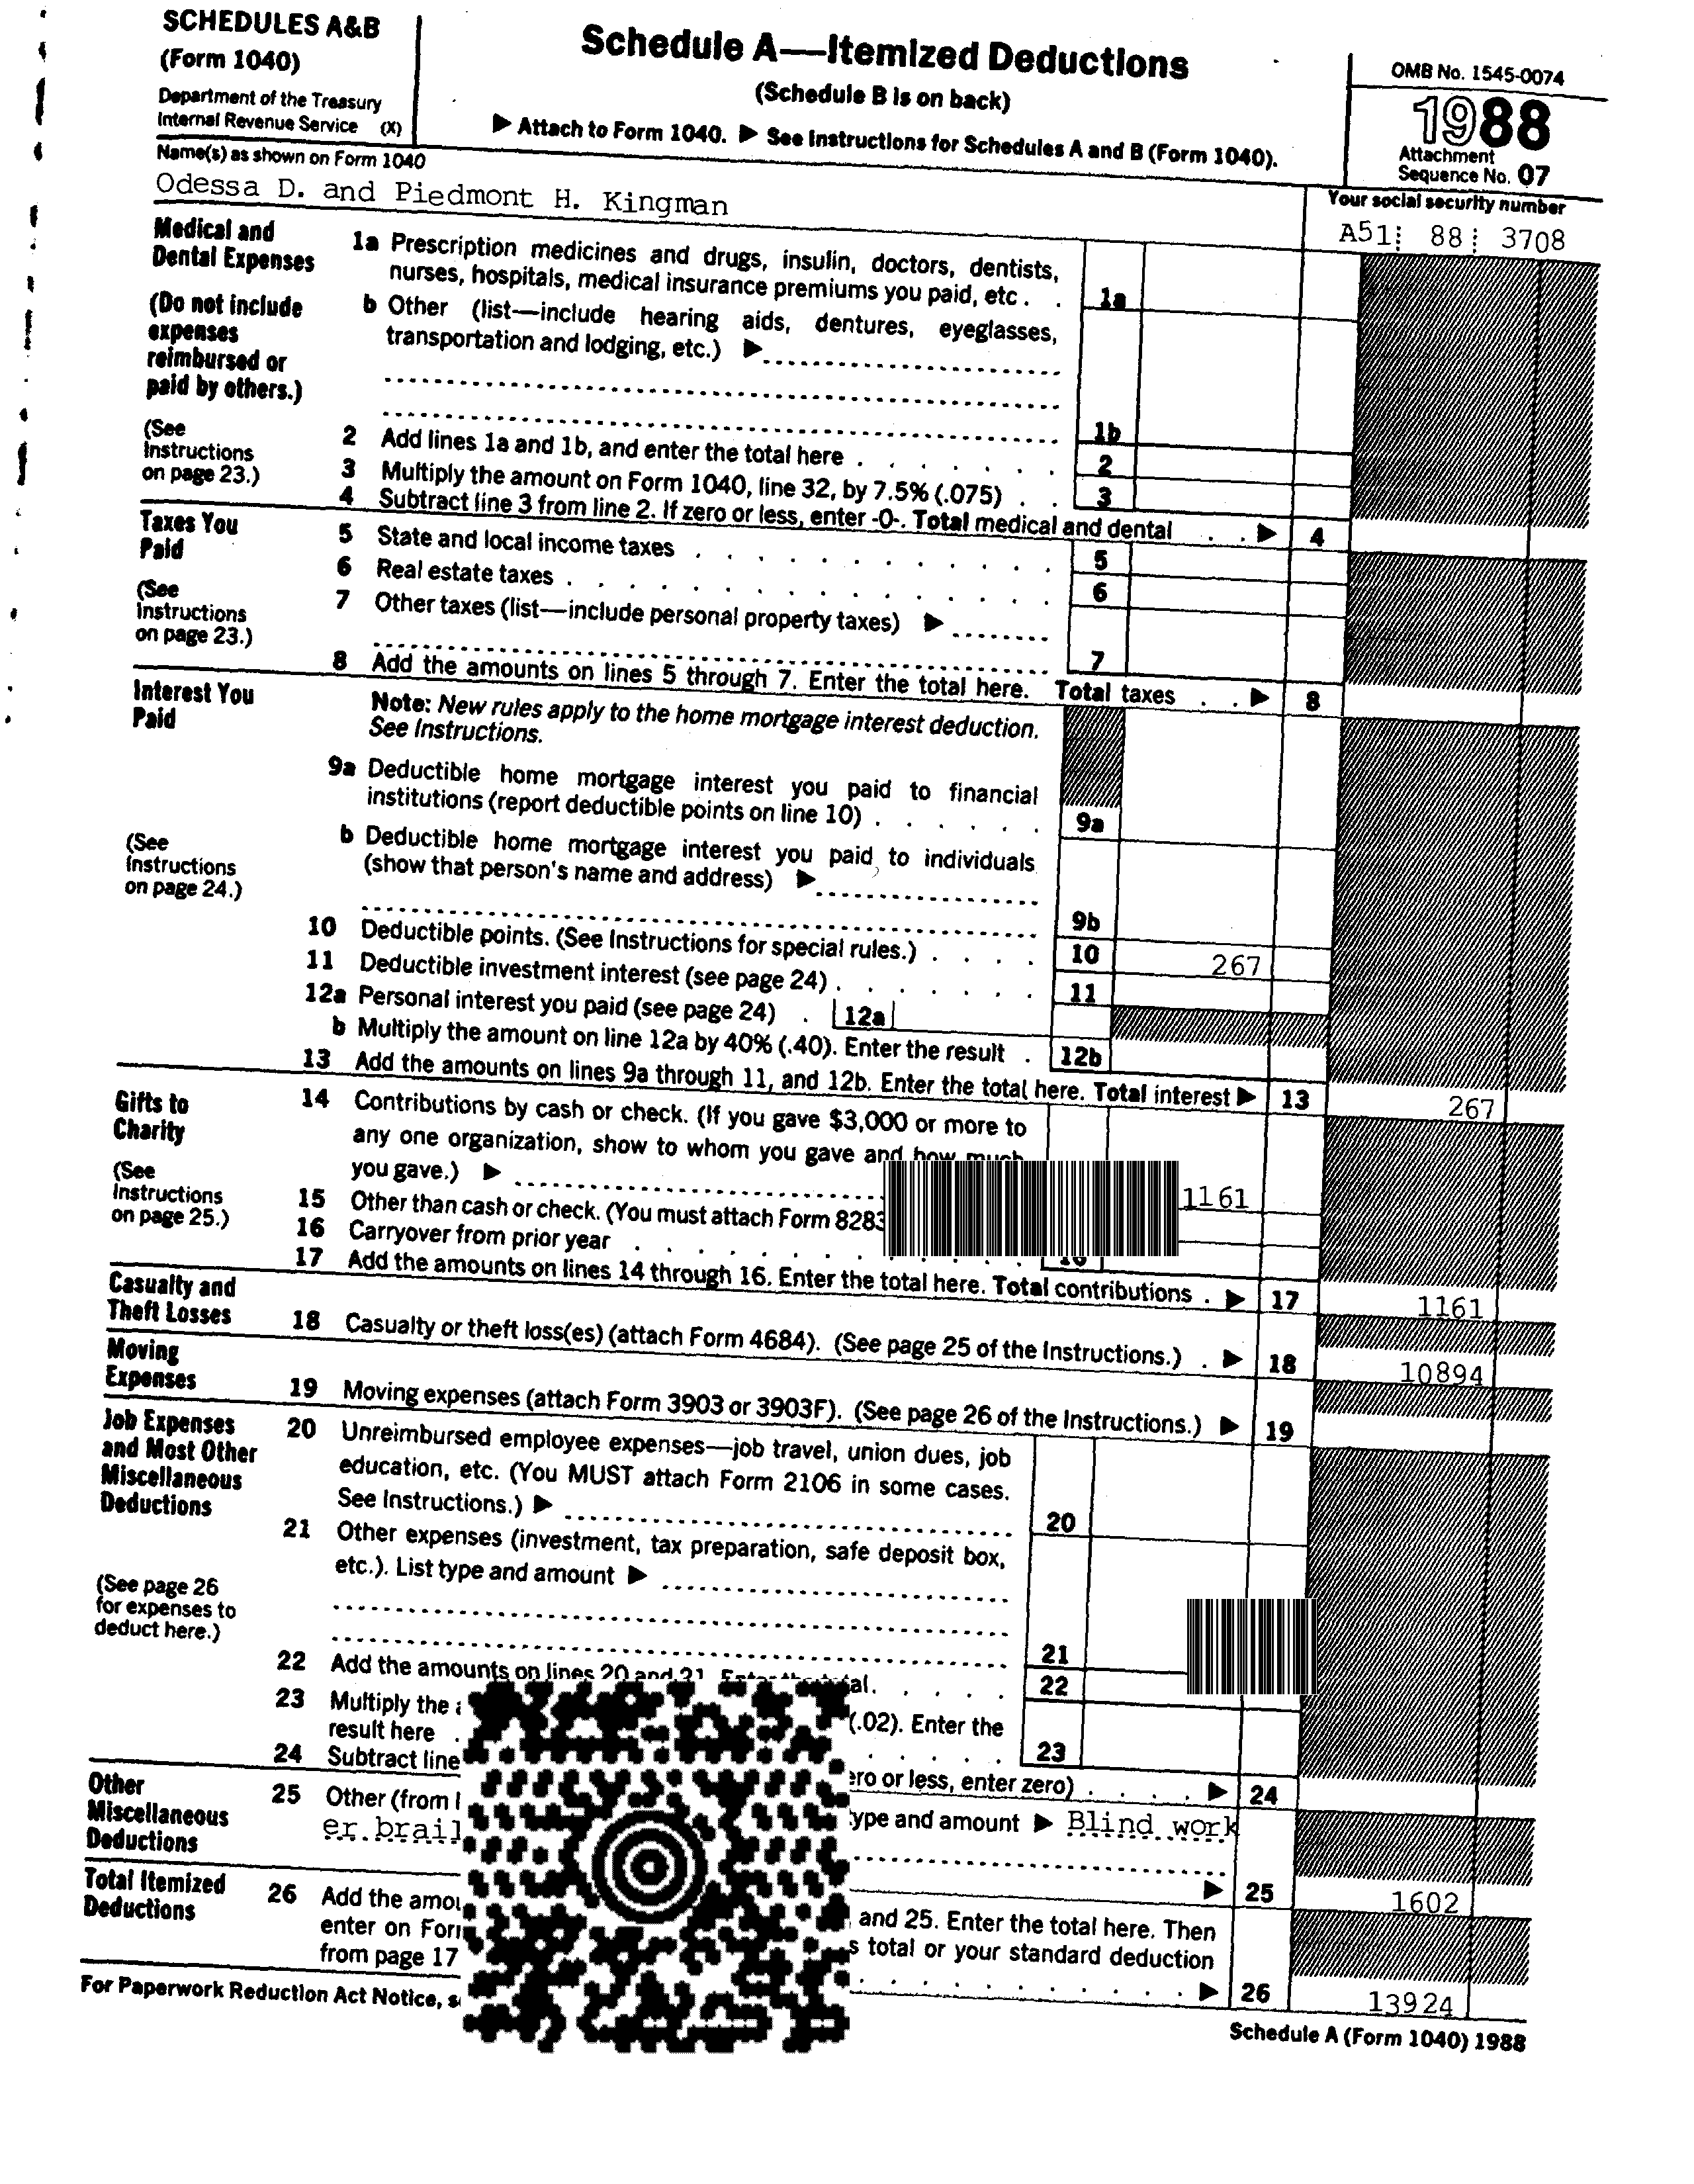 SCHEDULES A&B
(Form 1040)
Department of the Treasury
Internal Revenue Service (X)
Schedule A—Itemized Deductions
(Schedule B is on back)
▶ Attach to Form 1040. ▶ See Instructions for Schedules A and B (Form 1040).
OMB No. 1545-0074
1988
Attachment
Sequence No. 07
Name(s) as shown on Form 1040
Odessa D. and Piedmont H. Kingman
Your social security number
A51 88 3708
Medical and
Dental Expenses
(Do not include
expenses
reimbursed or
paid by others.)
(See
Instructions
on page 23.)
1a Prescription medicines and drugs, insulin, doctors, dentists,
nurses, hospitals, medical insurance premiums you paid, etc . . 1a
b Other (list—include hearing aids, dentures, eyeglasses,
transportation and lodging, etc.) ▶
1b
2 Add lines 1a and 1b, and enter the total here . . . . . . . 2
3 Multiply the amount on Form 1040, line 32, by 7.5% (.075) . . 3
4 Subtract line 3 from line 2. If zero or less, enter -0-. Total medical and dental . . ▶ 4
Taxes You
Paid
(See
Instructions
on page 23.)
5 State and local income taxes . . . . . . . . . . . . 5
6 Real estate taxes . . . . . . . . . . . . . . . . 6
7 Other taxes (list—include personal property taxes) ▶
7
8 Add the amounts on lines 5 through 7. Enter the total here. Total taxes . . ▶ 8
Interest You
Paid
(See
Instructions
on page 24.)
Note: New rules apply to the home mortgage interest deduction.
See Instructions.
9a Deductible home mortgage interest you paid to financial
institutions (report deductible points on line 10) . . . . . . 9a
b Deductible home mortgage interest you paid to individuals
(show that person's name and address) ▶
9b
10 Deductible points. (See Instructions for special rules.) . . . . 10 267
11 Deductible investment interest (see page 24) . . . . . . . 11
12a Personal interest you paid (see page 24) . 12a
b Multiply the amount on line 12a by 40% (.40). Enter the result . 12b
13 Add the amounts on lines 9a through 11, and 12b. Enter the total here. Total interest ▶ 13 267
Gifts to
Charity
(See
Instructions
on page 25.)
14 Contributions by cash or check. (If you gave $3,000 or more to
any one organization, show to whom you gave and how much
you gave.) ▶ 1161
15 Other than cash or check. (You must attach Form 8283
16 Carryover from prior year . . . . . . . . . . . . . 16
17 Add the amounts on lines 14 through 16. Enter the total here. Total contributions . ▶ 17 1161
Casualty and
Theft Losses
18 Casualty or theft loss(es) (attach Form 4684). (See page 25 of the Instructions.) . ▶ 18 10894
Moving
Expenses
19 Moving expenses (attach Form 3903 or 3903F). (See page 26 of the Instructions.) ▶ 19
Job Expenses
and Most Other
Miscellaneous
Deductions
(See page 26
for expenses to
deduct here.)
20 Unreimbursed employee expenses—job travel, union dues, job
education, etc. (You MUST attach Form 2106 in some cases.
See Instructions.) ▶ 20
21 Other expenses (investment, tax preparation, safe deposit box,
etc.). List type and amount ▶
21
22 Add the amounts on lines 20 and 21. Enter the total. . . . . 22
23 Multiply the (.02). Enter the
result here . . . . . 23
24 Subtract line or less, enter zero) . . . . ▶ 24
Other
Miscellaneous
Deductions
25 Other (from type and amount ▶ Blind work
er brail
▶ 25 1602
Total Itemized
Deductions
26 Add the and 25. Enter the total here. Then
enter on total or your standard deduction
from page 17 . . . . . . . . . . ▶ 26 13924
For Paperwork Reduction Act Notice,
Schedule A (Form 1040) 1988